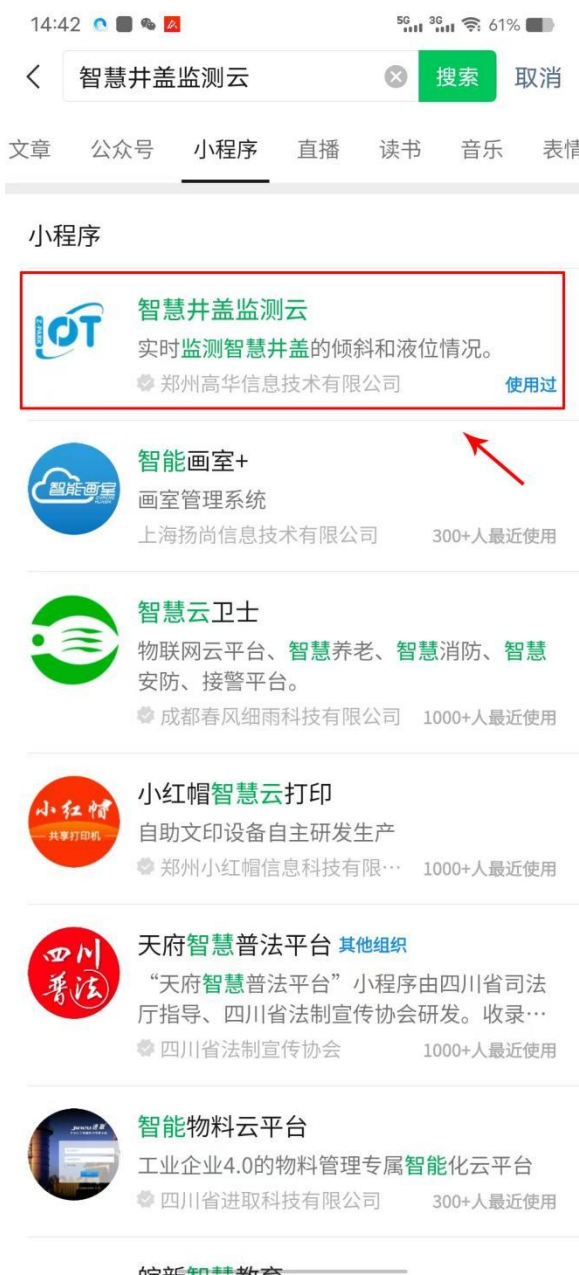 14:42 5G 3G 61%
智慧井盖监测云 搜索 取消
文章 公众号 小程序 直播 读书 音乐 表情
小程序
IOT
智慧井盖监测云
实时监测智慧井盖的倾斜和液位情况。
郑州高华信息技术有限公司 使用过
智能画室
智能画室+
画室管理系统
上海扬尚信息技术有限公司 300+人最近使用
智慧云卫士
物联网云平台、智慧养老、智慧消防、智慧
安防、接警平台。
成都春风细雨科技有限公司 1000+人最近使用
小红帽
共享打印机
小红帽智慧云打印
自助文印设备自主研发生产
郑州小红帽信息科技有限… 1000+人最近使用
四川
普法
天府智慧普法平台 其他组织
“天府智慧普法平台”小程序由四川省司法
厅指导、四川省法制宣传协会研发。收录…
四川省法制宣传协会 1000+人最近使用
智能物料云平台
工业企业4.0的物料管理专属智能化云平台
四川省进取科技有限公司 300+人最近使用
皖新智慧教育